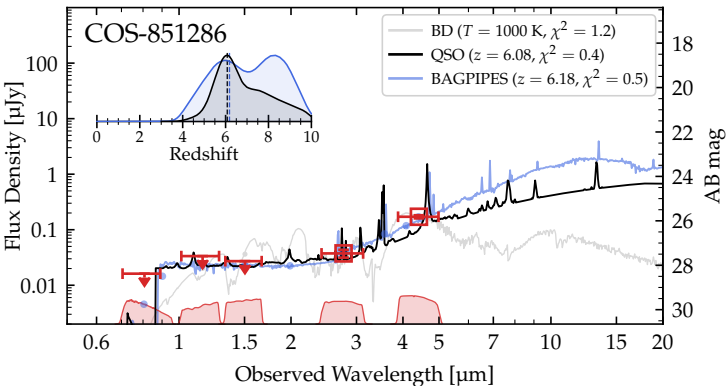 COS-851286
BD (T = 1000 K, χ² = 1.2)
QSO (z = 6.08, χ² = 0.4)
BAGPIPES (z = 6.18, χ² = 0.5)
0 2 4 6 8 10
Redshift
Flux Density [μJy]
100
10
1
0.1
0.01
AB mag
18
20
22
24
26
28
30
0.6 1 2 3 4 5 10 15 20
Observed Wavelength [μm]